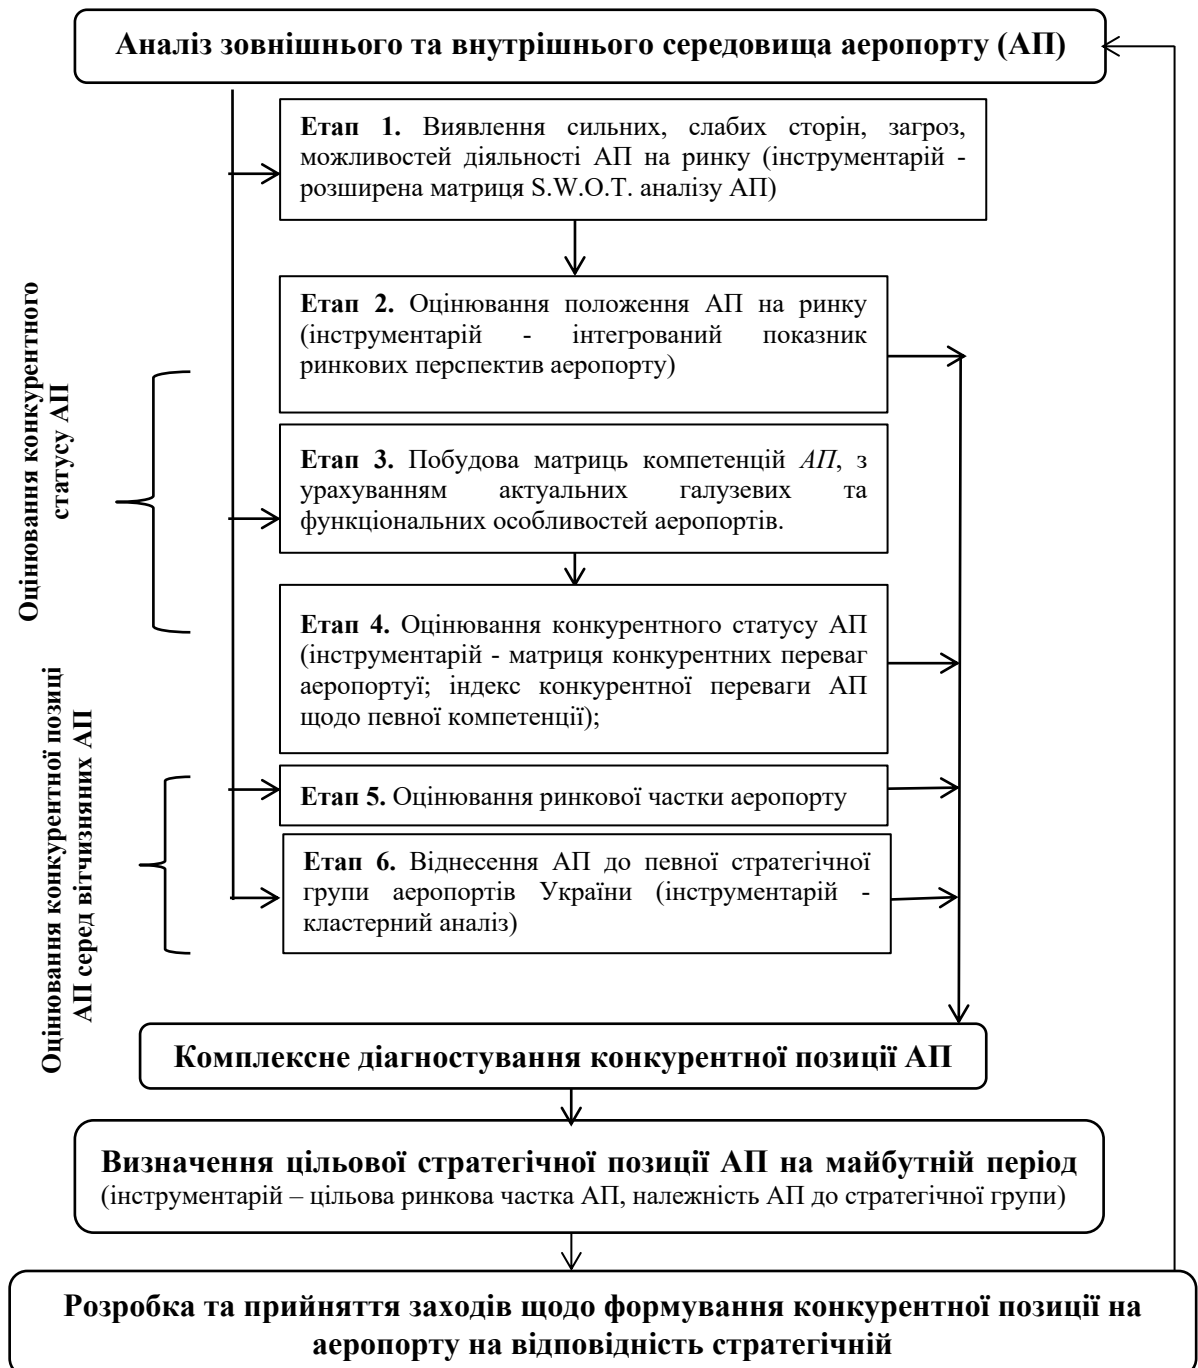 Аналіз зовнішнього та внутрішнього середовища аеропорту (АП)
Етап 1. Виявлення сильних, слабих сторін, загроз,
можливостей діяльності АП на ринку (інструментарій -
розширена матриця S.W.O.T. аналізу АП)
Оцінювання конкурентного
статусу АП
Етап 2. Оцінювання положення АП на ринку
(інструментарій - інтегрований показник
ринкових перспектив аеропорту)
Етап 3. Побудова матриць компетенцій АП, з
урахуванням актуальних галузевих та
функціональних особливостей аеропортів.
Етап 4. Оцінювання конкурентного статусу АП
(інструментарій - матриця конкурентних переваг
аеропортуї; індекс конкурентної переваги АП
щодо певної компетенції);
Оцінювання конкурентної позиці
АП серед вітчизняних АП
Етап 5. Оцінювання ринкової частки аеропорту
Етап 6. Віднесення АП до певної стратегічної
групи аеропортів України (інструментарій -
кластерний аналіз)
Комплексне діагностування конкурентної позиції АП
Визначення цільової стратегічної позиції АП на майбутній період
(інструментарій – цільова ринкова частка АП, належність АП до стратегічної групи)
Розробка та прийняття заходів щодо формування конкурентної позиції на
аеропорту на відповідність стратегічній